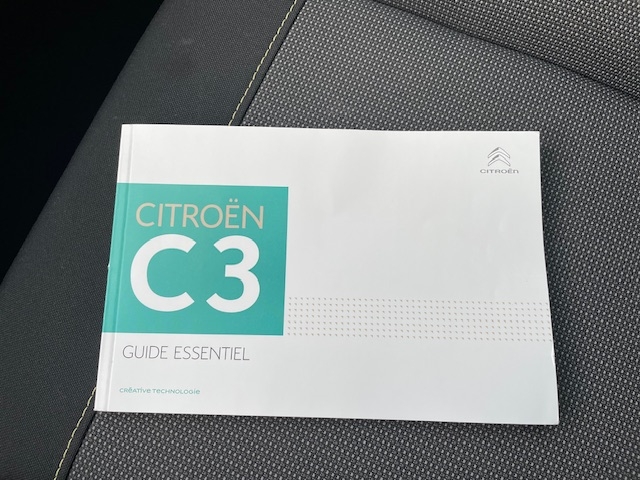 CITROËN
CITROËN
C3
GUIDE ESSENTIEL
CRÉATIVE TECHNOLOGIE